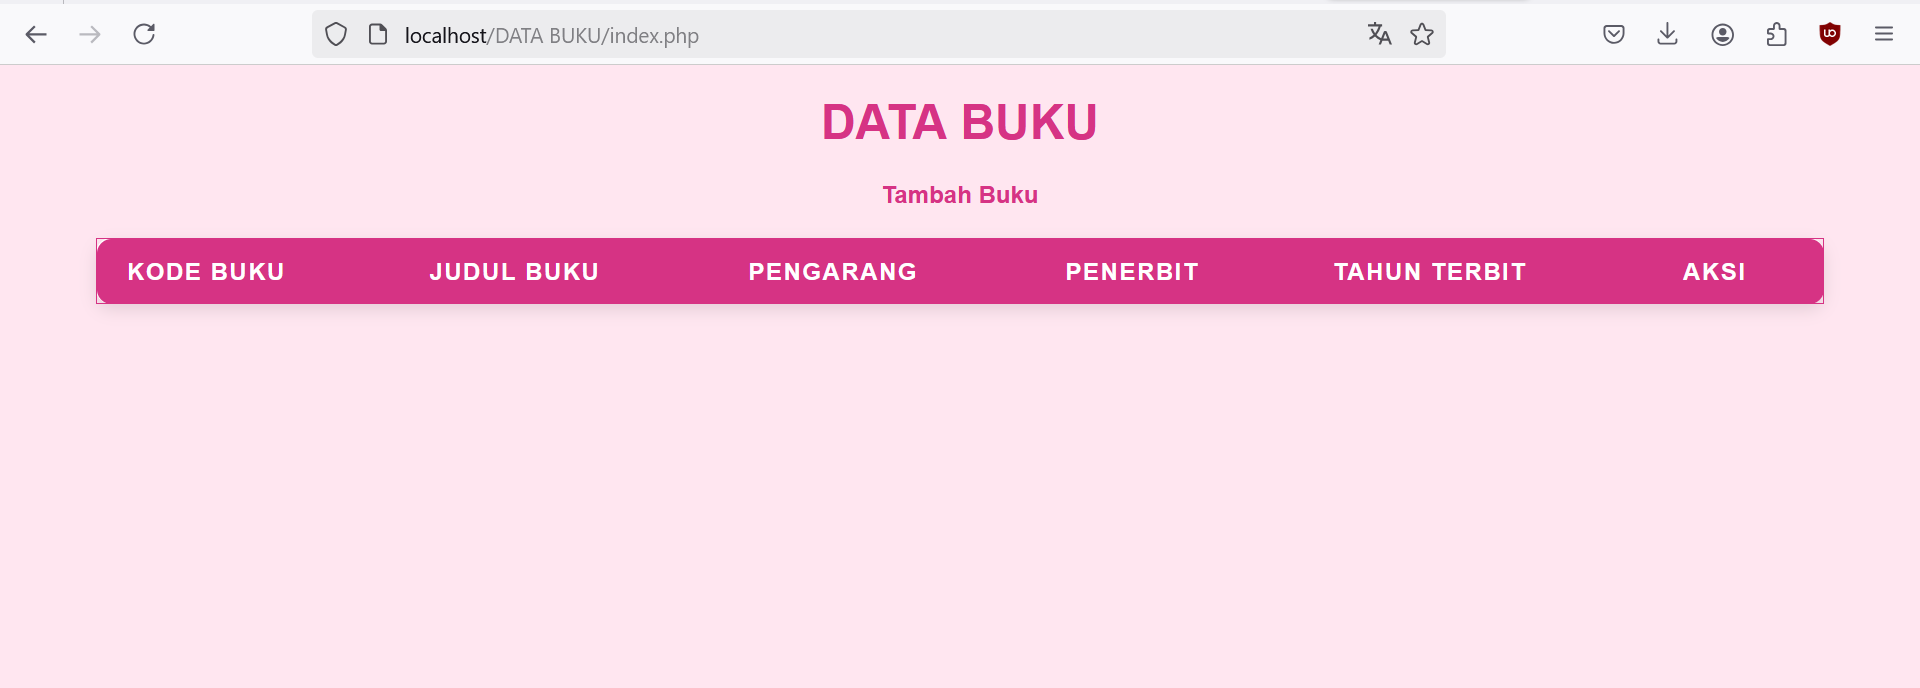 localhost/DATA BUKU/index.php
DATA BUKU
Tambah Buku
KODE BUKU JUDUL BUKU PENGARANG PENERBIT TAHUN TERBIT AKSI